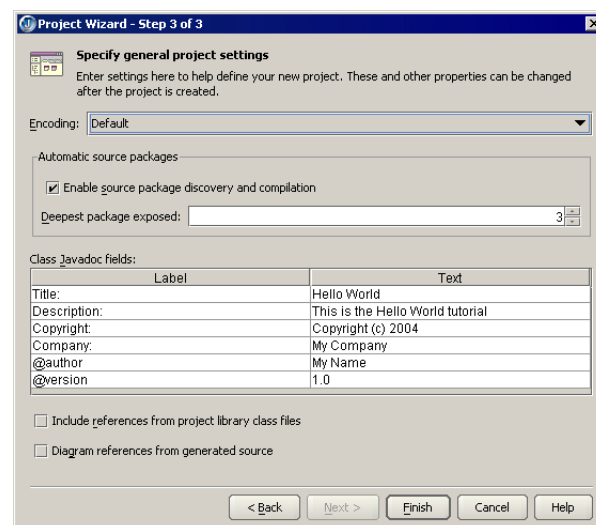 Project Wizard - Step 3 of 3
Specify general project settings
Enter settings here to help define your new project. These and other properties can be changed
after the project is created.
Encoding: Default
Automatic source packages
Enable source package discovery and compilation
Deepest package exposed: 3
Class Javadoc fields:
Label Text
Title: Hello World
Description: This is the Hello World tutorial
Copyright: Copyright (c) 2004
Company: My Company
@author My Name
@version 1.0
Include references from project library class files
Diagram references from generated source
< Back Next > Finish Cancel Help